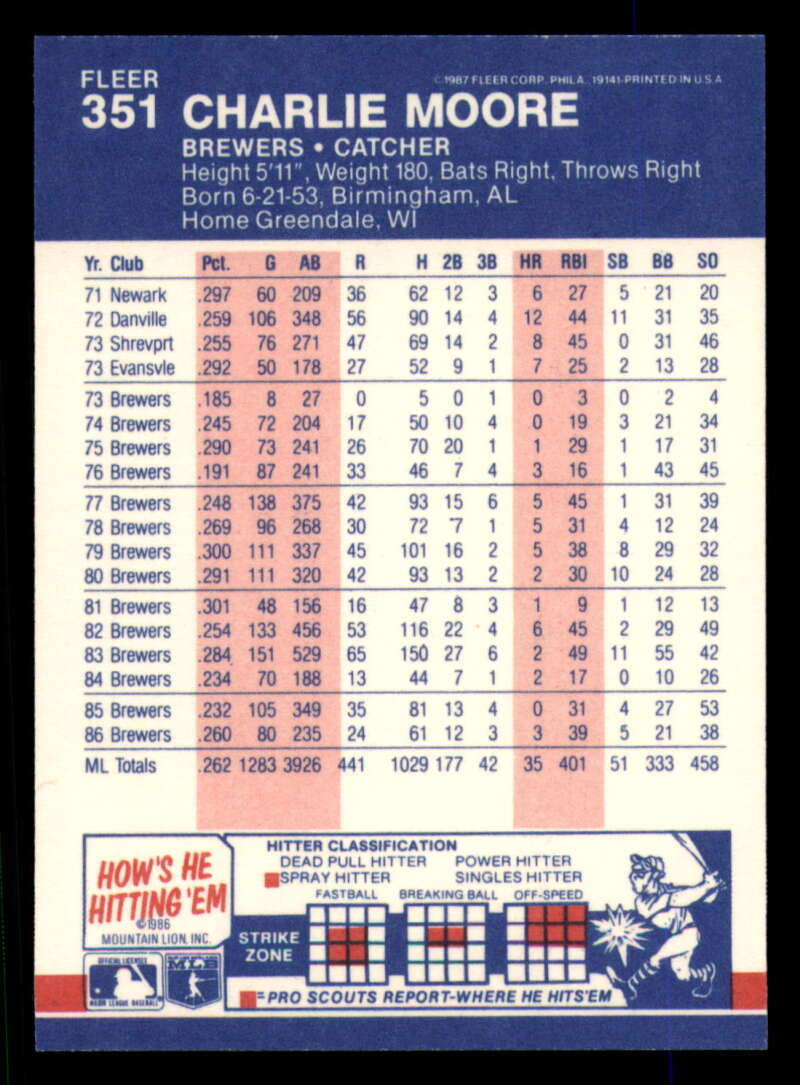 FLEER
©1987 FLEER CORP. PHILA., 19141-PRINTED IN U.S.A
351 CHARLIE MOORE
BREWERS • CATCHER
Height 5'11", Weight 180, Bats Right, Throws Right
Born 6-21-53, Birmingham, AL
Home Greendale, WI
Yr. Club Pct. G AB R H 2B 3B HR RBI SB BB SO
71 Newark .297 60 209 36 62 12 3 6 27 5 21 20
72 Danville .259 106 348 56 90 14 4 12 44 11 31 35
73 Shrevprt .255 76 271 47 69 14 2 8 45 0 31 46
73 Evansvle .292 50 178 27 52 9 1 7 25 2 13 28
73 Brewers .185 8 27 0 5 0 1 0 3 0 2 4
74 Brewers .245 72 204 17 50 10 4 0 19 3 21 34
75 Brewers .290 73 241 26 70 20 1 1 29 1 17 31
76 Brewers .191 87 241 33 46 7 4 3 16 1 43 45
77 Brewers .248 138 375 42 93 15 6 5 45 1 31 39
78 Brewers .269 96 268 30 72 7 1 5 31 4 12 24
79 Brewers .300 111 337 45 101 16 2 5 38 8 29 32
80 Brewers .291 111 320 42 93 13 2 2 30 10 24 28
81 Brewers .301 48 156 16 47 8 3 1 9 1 12 13
82 Brewers .254 133 456 53 116 22 4 6 45 2 29 49
83 Brewers .284 151 529 65 150 27 6 2 49 11 55 42
84 Brewers .234 70 188 13 44 7 1 2 17 0 10 26
85 Brewers .232 105 349 35 81 13 4 0 31 4 27 53
86 Brewers .260 80 235 24 61 12 3 3 39 5 21 38
ML Totals .262 1283 3926 441 1029 177 42 35 401 51 333 458
HOW'S HE
HITTING 'EM
©1986
MOUNTAIN LION, INC.
OFFICIAL LICENSEE
MAJOR LEAGUE BASEBALL
MLB
HITTER CLASSIFICATION
DEAD PULL HITTER POWER HITTER
SPRAY HITTER SINGLES HITTER
FASTBALL BREAKING BALL OFF-SPEED
STRIKE
ZONE
=PRO SCOUTS REPORT-WHERE HE HITS'EM